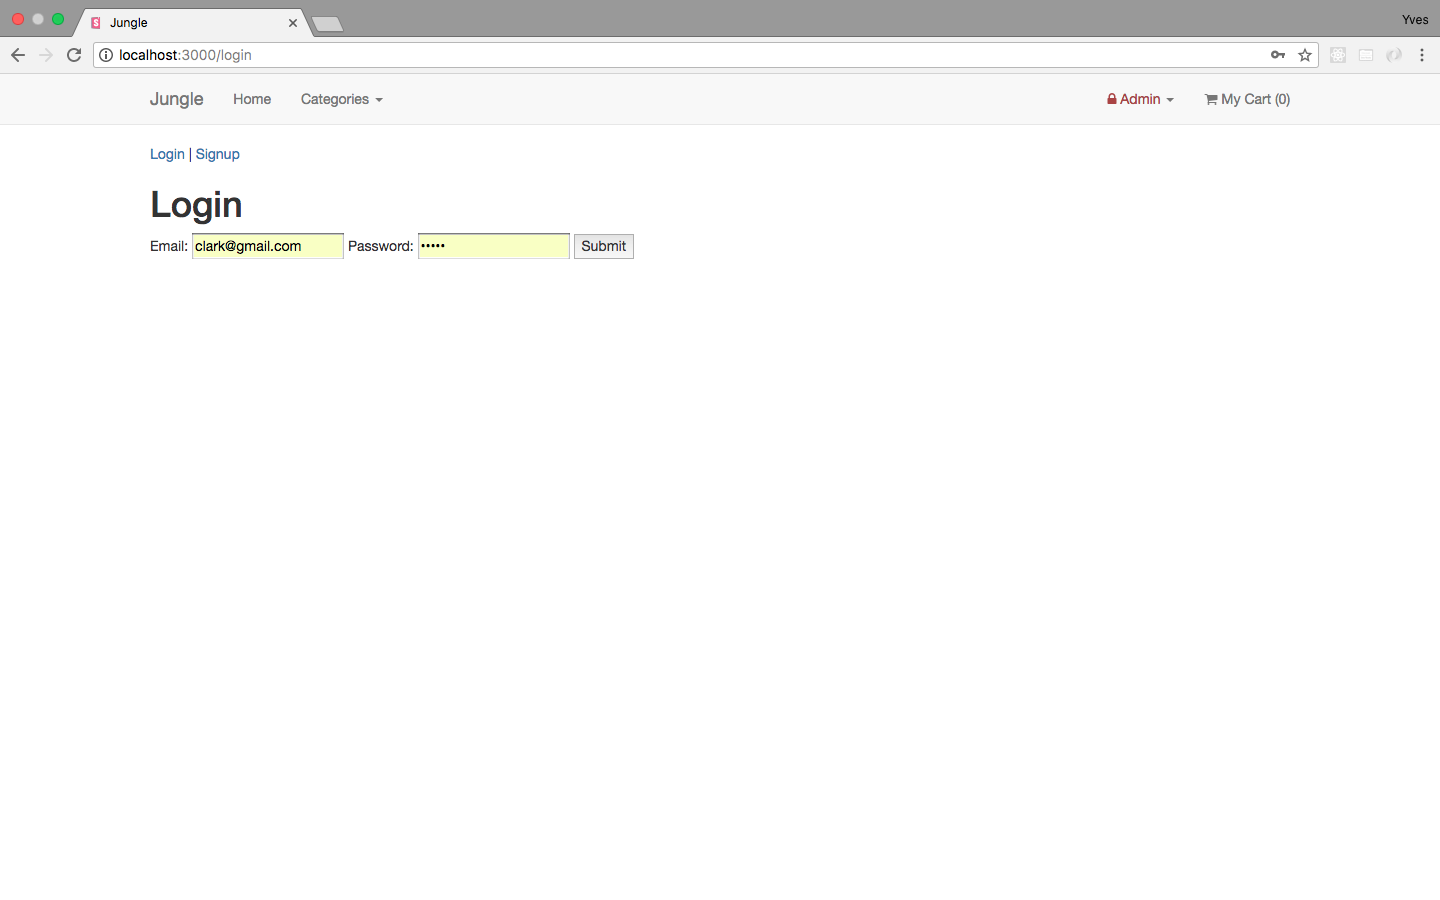 Jungle
Yves
localhost:3000/login
Jungle Home Categories Admin My Cart (0)
Login | Signup
Login
Email: clark@gmail.com Password: ••••• Submit